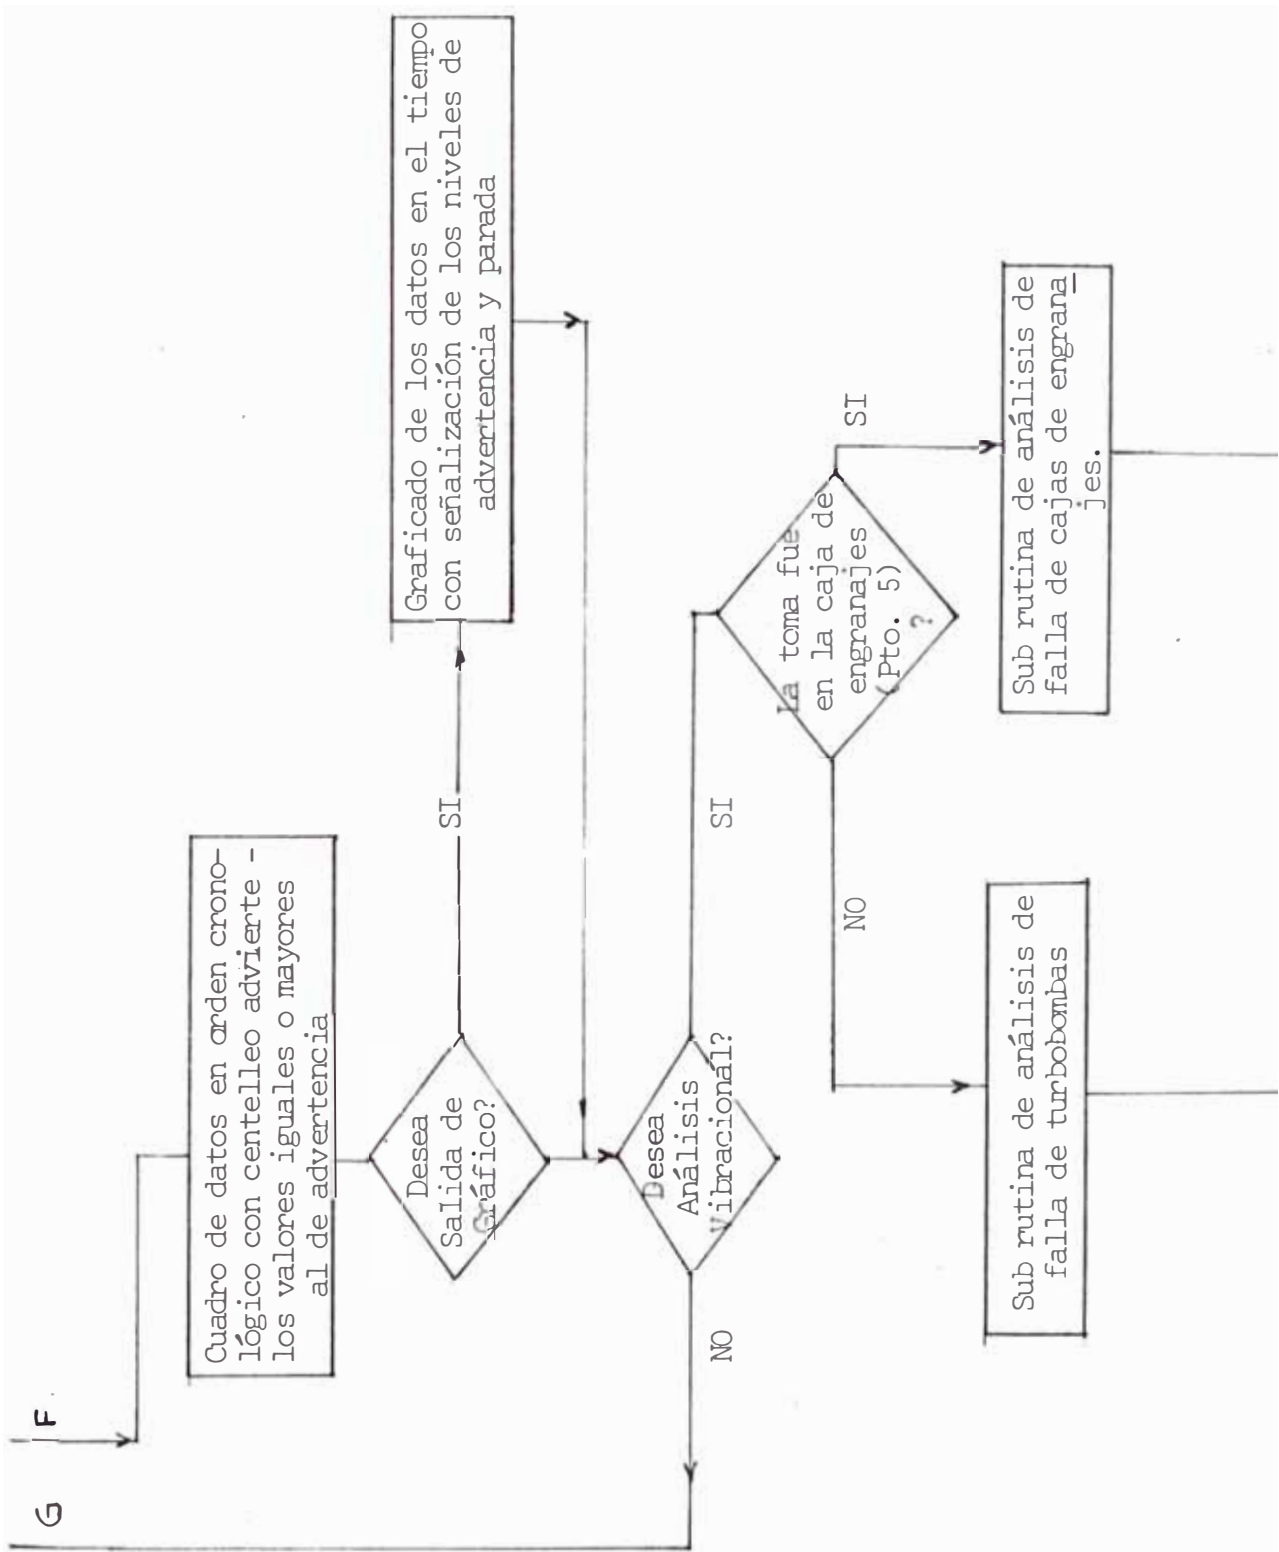 G
F
Cuadro de datos en orden crono-
lógico con centelleo advierte -
los valores iguales o mayores
al de advertencia
Desea
Salida de
Gráfico?
SI
Graficado de los datos en el tiempo
con señalización de los niveles de
advertencia y parada
Desea
Análisis
Vibracionál?
NO
SI
La toma fue
en la caja de
engranajes
(Pto. 5)
?
NO
SI
Sub rutina de análisis de
falla de turbobombas
Sub rutina de análisis de
falla de cajas de engrana_
jes.